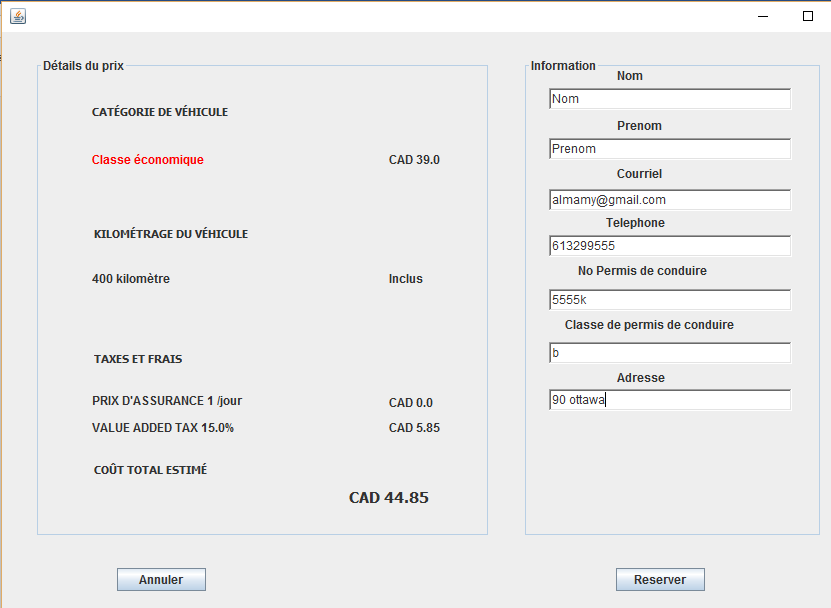 Détails du prix
CATÉGORIE DE VÉHICULE
Classe économique CAD 39.0
KILOMÉTRAGE DU VÉHICULE
400 kilomètre Inclus
TAXES ET FRAIS
PRIX D'ASSURANCE 1 /jour CAD 0.0
VALUE ADDED TAX 15.0% CAD 5.85
COÛT TOTAL ESTIMÉ
CAD 44.85
Annuler
Information
Nom
Nom
Prenom
Prenom
Courriel
almamy@gmail.com
Telephone
613299555
No Permis de conduire
5555k
Classe de permis de conduire
b
Adresse
90 ottawa
Reserver